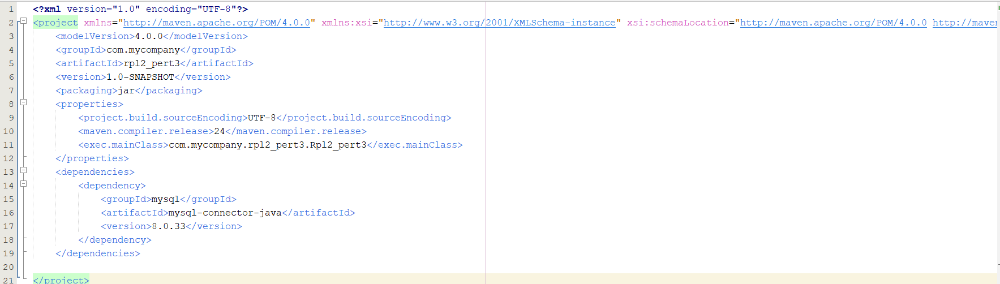 1 <?xml version="1.0" encoding="UTF-8"?>
2 <project xmlns="http://maven.apache.org/POM/4.0.0" xmlns:xsi="http://www.w3.org/2001/XMLSchema-instance" xsi:schemaLocation="http://maven.apache.org/POM/4.0.0
3 <modelVersion>4.0.0</modelVersion>
4 <groupId>com.mycompany</groupId>
5 <artifactId>rpl2_pert3</artifactId>
6 <version>1.0-SNAPSHOT</version>
7 <packaging>jar</packaging>
8 <properties>
9 <project.build.sourceEncoding>UTF-8</project.build.sourceEncoding>
10 <maven.compiler.release>24</maven.compiler.release>
11 <exec.mainClass>com.mycompany.rpl2_pert3.Rpl2_pert3</exec.mainClass>
12 </properties>
13 <dependencies>
14 <dependency>
15 <groupId>mysql</groupId>
16 <artifactId>mysql-connector-java</artifactId>
17 <version>8.0.33</version>
18 </dependency>
19 </dependencies>
20
21 </project>